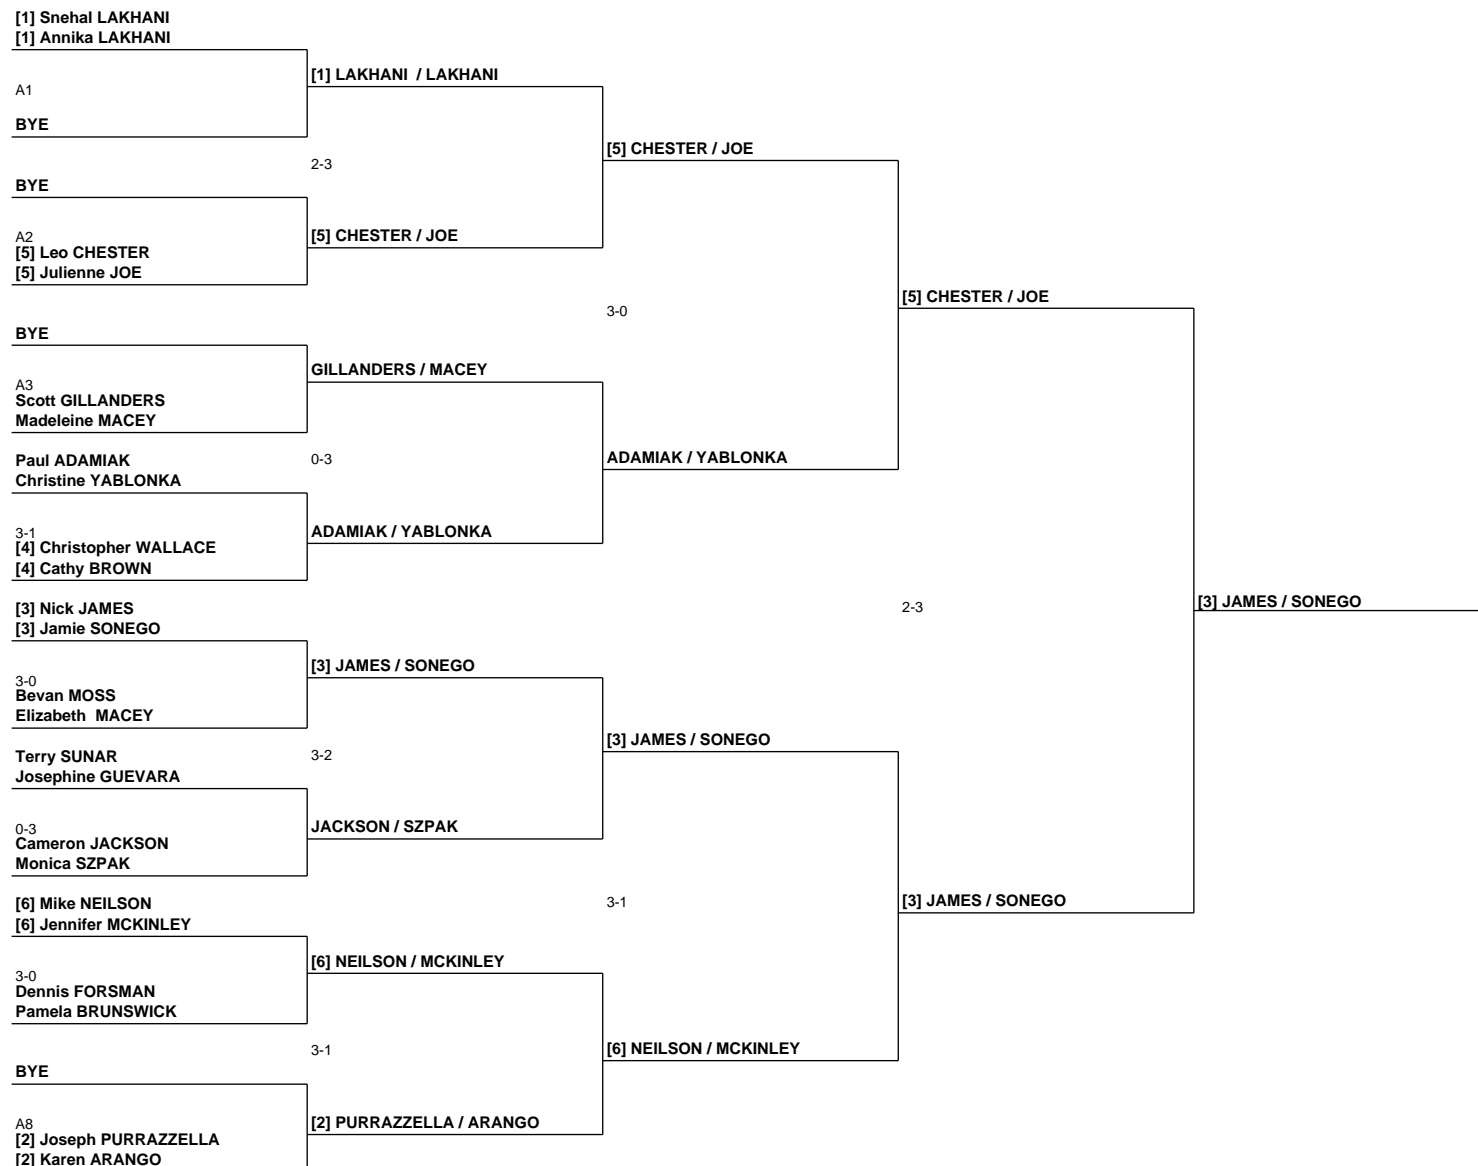 [1] Snehal LAKHANI
[1] Annika LAKHANI
[1] LAKHANI / LAKHANI
A1
BYE
[5] CHESTER / JOE
2-3
BYE
[5] CHESTER / JOE
A2
[5] Leo CHESTER
[5] Julienne JOE
[5] CHESTER / JOE
3-0
BYE
GILLANDERS / MACEY
A3
Scott GILLANDERS
Madeleine MACEY
Paul ADAMIAK
0-3
ADAMIAK / YABLONKA
Christine YABLONKA
3-1
ADAMIAK / YABLONKA
[4] Christopher WALLACE
[4] Cathy BROWN
[3] Nick JAMES
2-3
[3] JAMES / SONEGO
[3] Jamie SONEGO
[3] JAMES / SONEGO
3-0
Bevan MOSS
Elizabeth MACEY
[3] JAMES / SONEGO
Terry SUNAR
3-2
Josephine GUEVARA
0-3
JACKSON / SZPAK
Cameron JACKSON
Monica SZPAK
[6] Mike NEILSON
3-1
[3] JAMES / SONEGO
[6] Jennifer MCKINLEY
[6] NEILSON / MCKINLEY
3-0
Dennis FORSMAN
Pamela BRUNSWICK
3-1
[6] NEILSON / MCKINLEY
BYE
A8
[2] PURRAZZELLA / ARANGO
[2] Joseph PURRAZZELLA
[2] Karen ARANGO